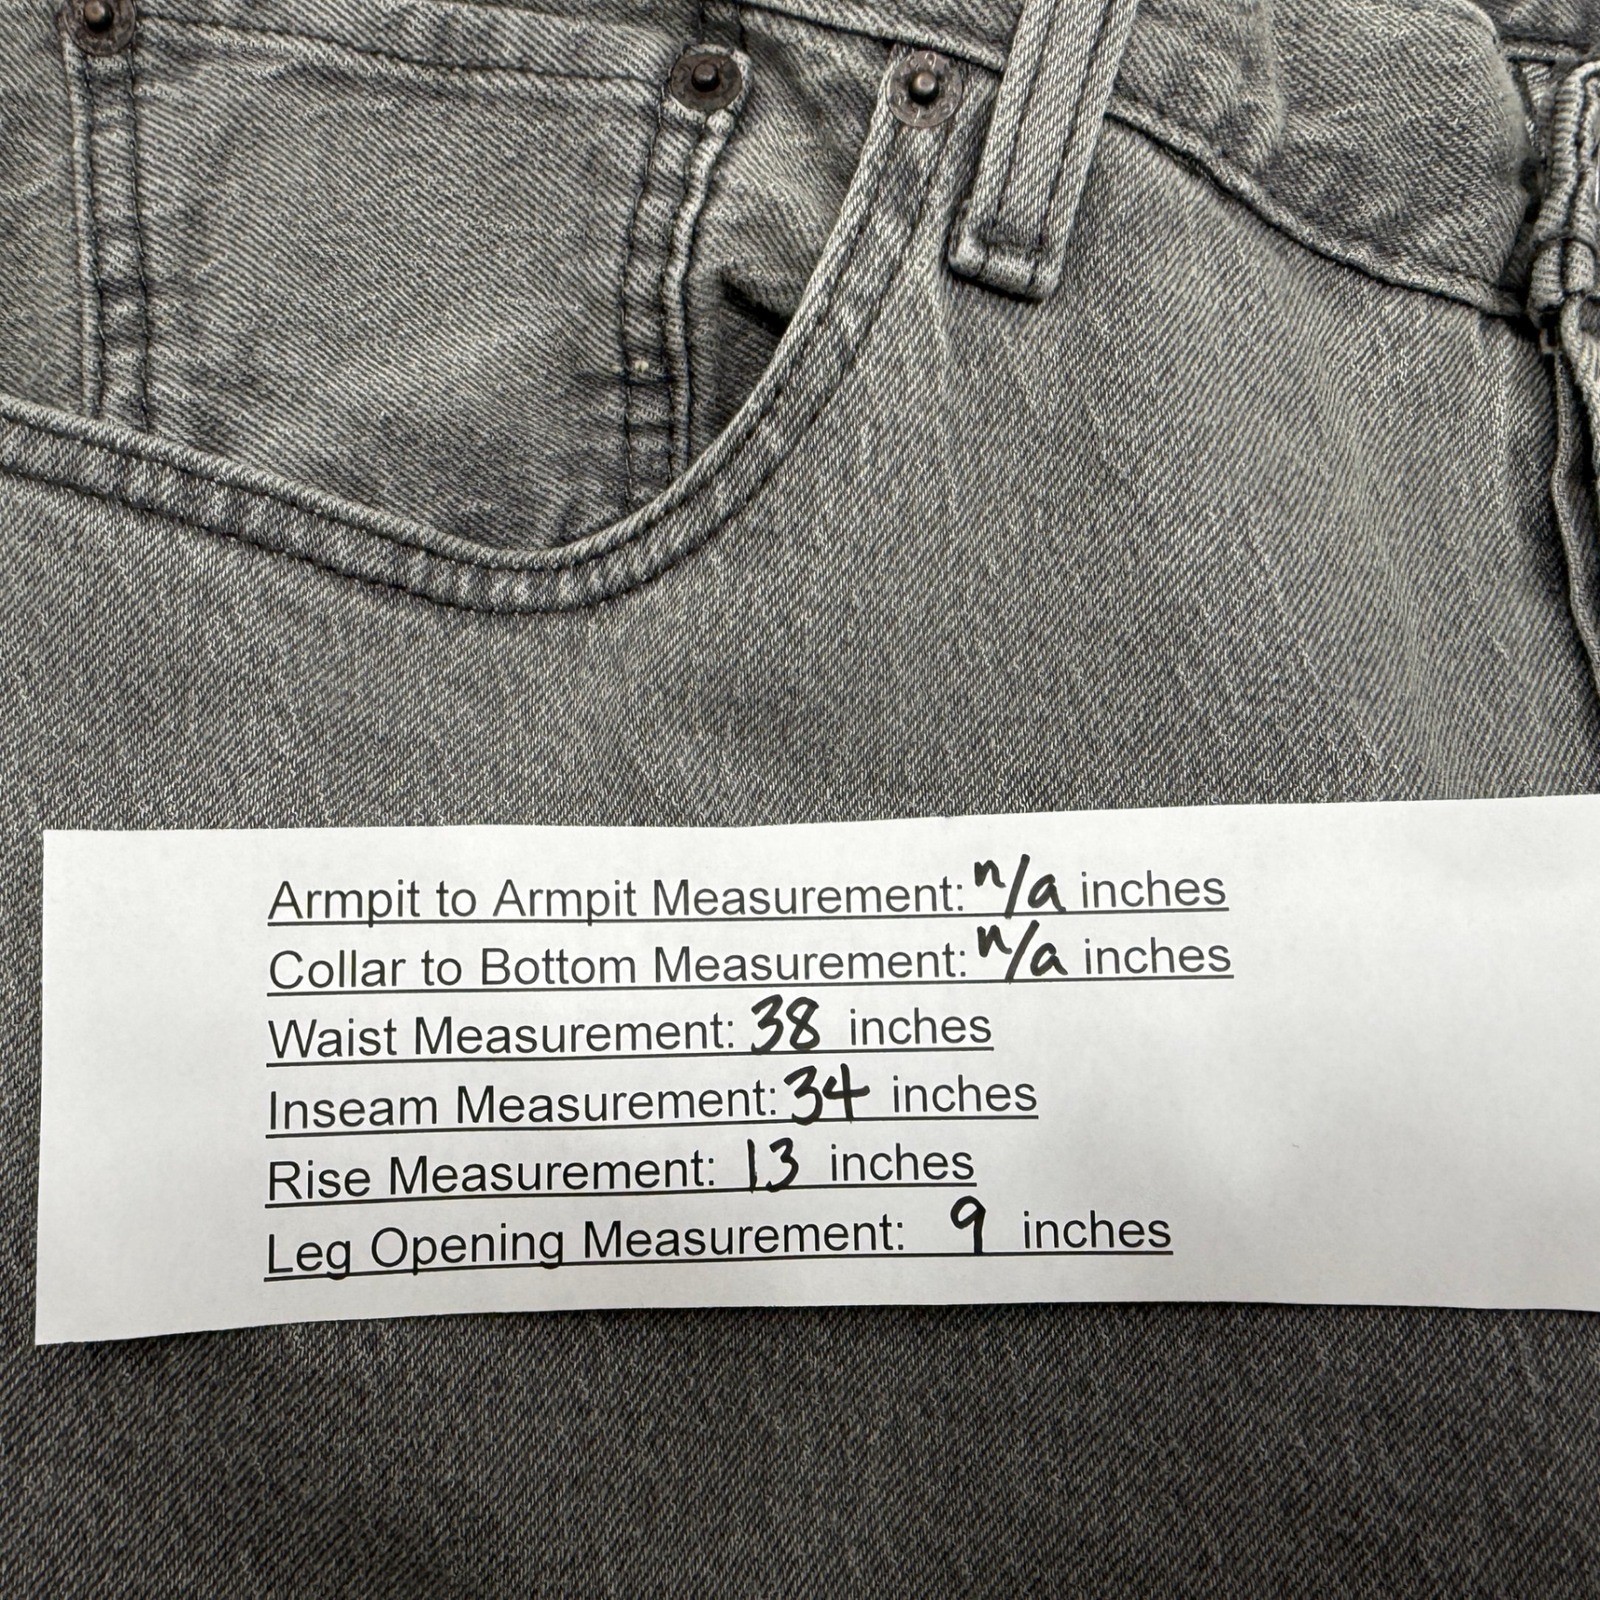 Armpit to Armpit Measurement: n/a inches
Collar to Bottom Measurement: n/a inches
Waist Measurement: 38 inches
Inseam Measurement: 34 inches
Rise Measurement: 13 inches
Leg Opening Measurement: 9 inches